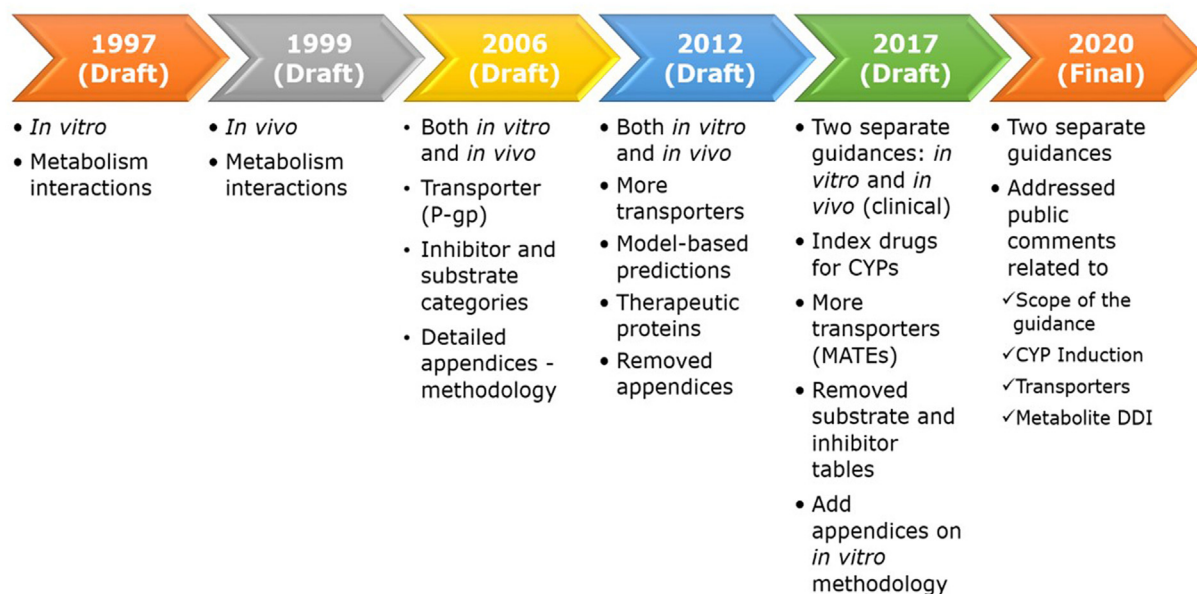 1997
(Draft)
• In vitro
• Metabolism
interactions
1999
(Draft)
• In vivo
• Metabolism
interactions
2006
(Draft)
• Both in vitro
and in vivo
• Transporter
(P-gp)
• Inhibitor and
substrate
categories
• Detailed
appendices -
methodology
2012
(Draft)
• Both in vitro
and in vivo
• More
transporters
• Model-based
predictions
• Therapeutic
proteins
• Removed
appendices
2017
(Draft)
• Two separate
guidances: in
vitro and in
vivo (clinical)
• Index drugs
for CYPs
• More
transporters
(MATEs)
• Removed
substrate and
inhibitor
tables
• Add
appendices on
in vitro
methodology
2020
(Final)
• Two separate
guidances
• Addressed
public
comments
related to
✓Scope of the
guidance
✓CYP Induction
✓Transporters
✓Metabolite DDI